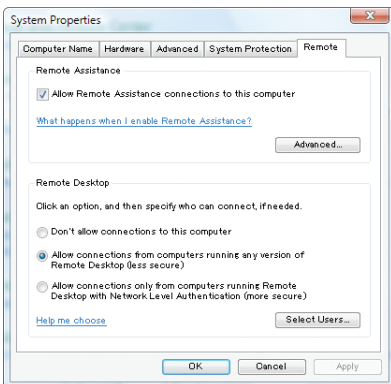 System Properties
Computer Name Hardware Advanced System Protection Remote
Remote Assistance
Allow Remote Assistance connections to this computer
What happens when I enable Remote Assistance?
Advanced...
Remote Desktop
Click an option, and then specify who can connect, if needed.
Don't allow connections to this computer
Allow connections from computers running any version of
Remote Desktop (less secure)
Allow connections only from computers running Remote
Desktop with Network Level Authentication (more secure)
Help me choose
Select Users...
OK Cancel Apply